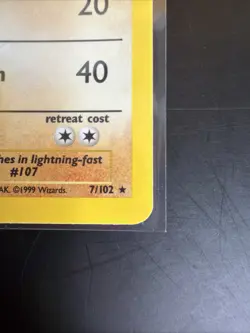 20
40
retreat cost
hes in lightning-fast
#107
AK. ©1999 Wizards. 7/102 ★